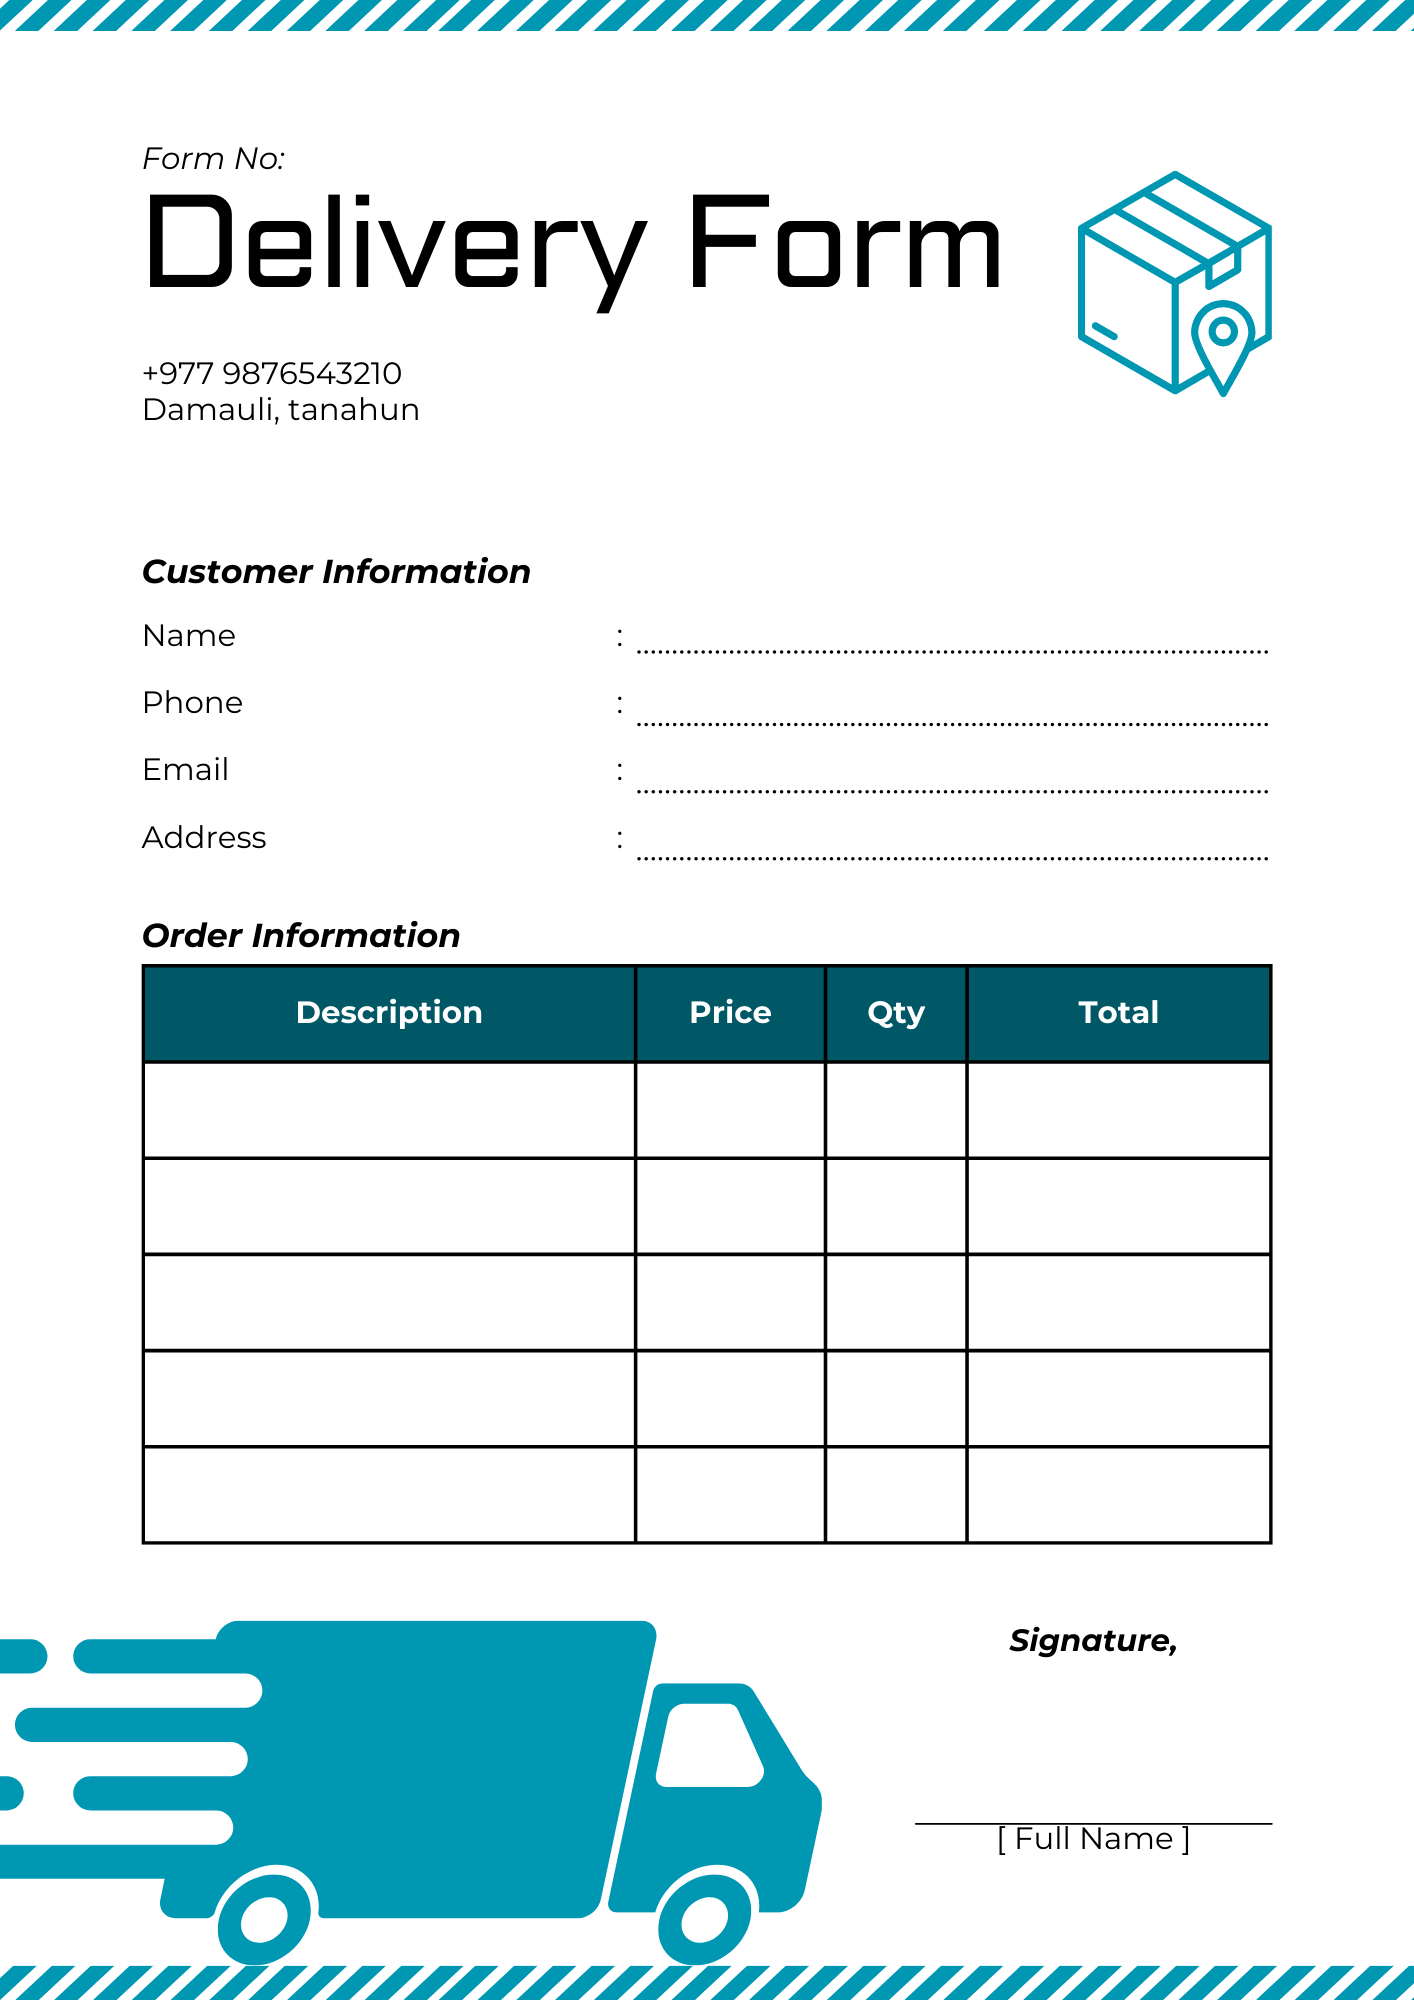 Form No:
Delivery Form
+977 9876543210
Damauli, tanahun
Customer Information
Name :
Phone :
Email :
Address :
Order Information
Description Price Qty Total
Signature,
[ Full Name ]